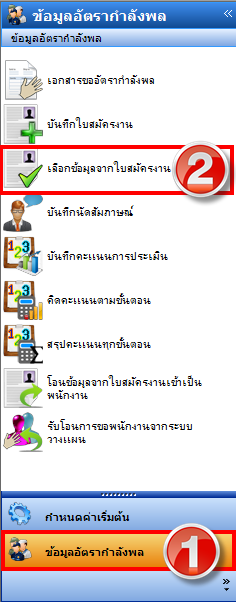 ข้อมูลอัตรากำลังพล
ข้อมูลอัตรากำลังพล
เอกสารขออัตรากำลังพล
บันทึกใบสมัครงาน
เลือกข้อมูลจากใบสมัครงาน
2
บันทึกนัดสัมภาษณ์
บันทึกคะแนนการประเมิน
คิดคะแนนตามขั้นตอน
สรุปคะแนนทุกขั้นตอน
โอนข้อมูลจากใบสมัครงานเข้าเป็น
พนักงาน
รับโอนการขอพนักงานจากระบบ
วางแผน
กำหนดค่าเริ่มต้น
ข้อมูลอัตรากำลังพล
1